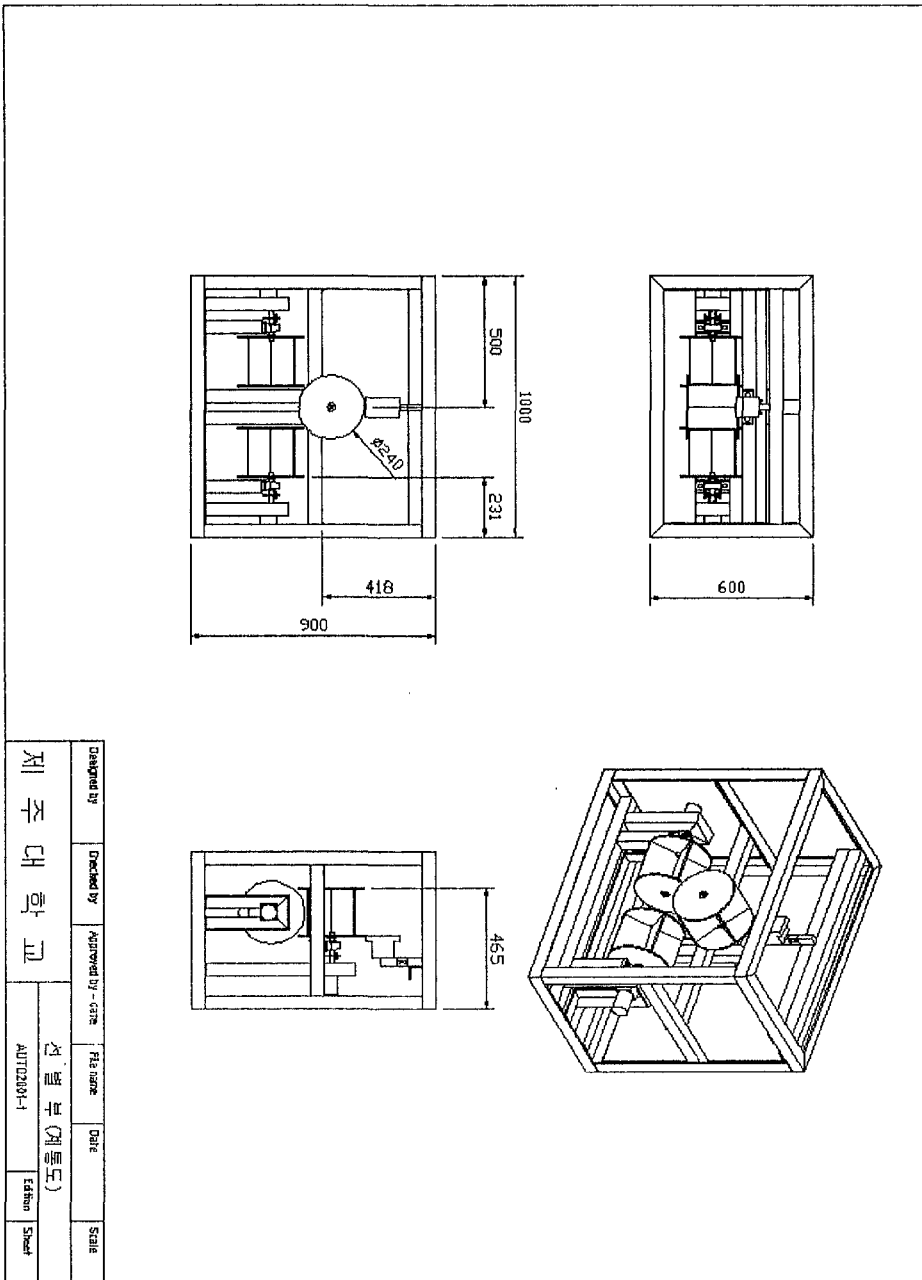 1000
500
231
ø240
418
900
600
465
Designed by
Checked by
Approved by - date
File name
Date
Scale
제 주 대 학 교
선 별 부 (계통도)
AUTO2001-1
Edition
Sheet